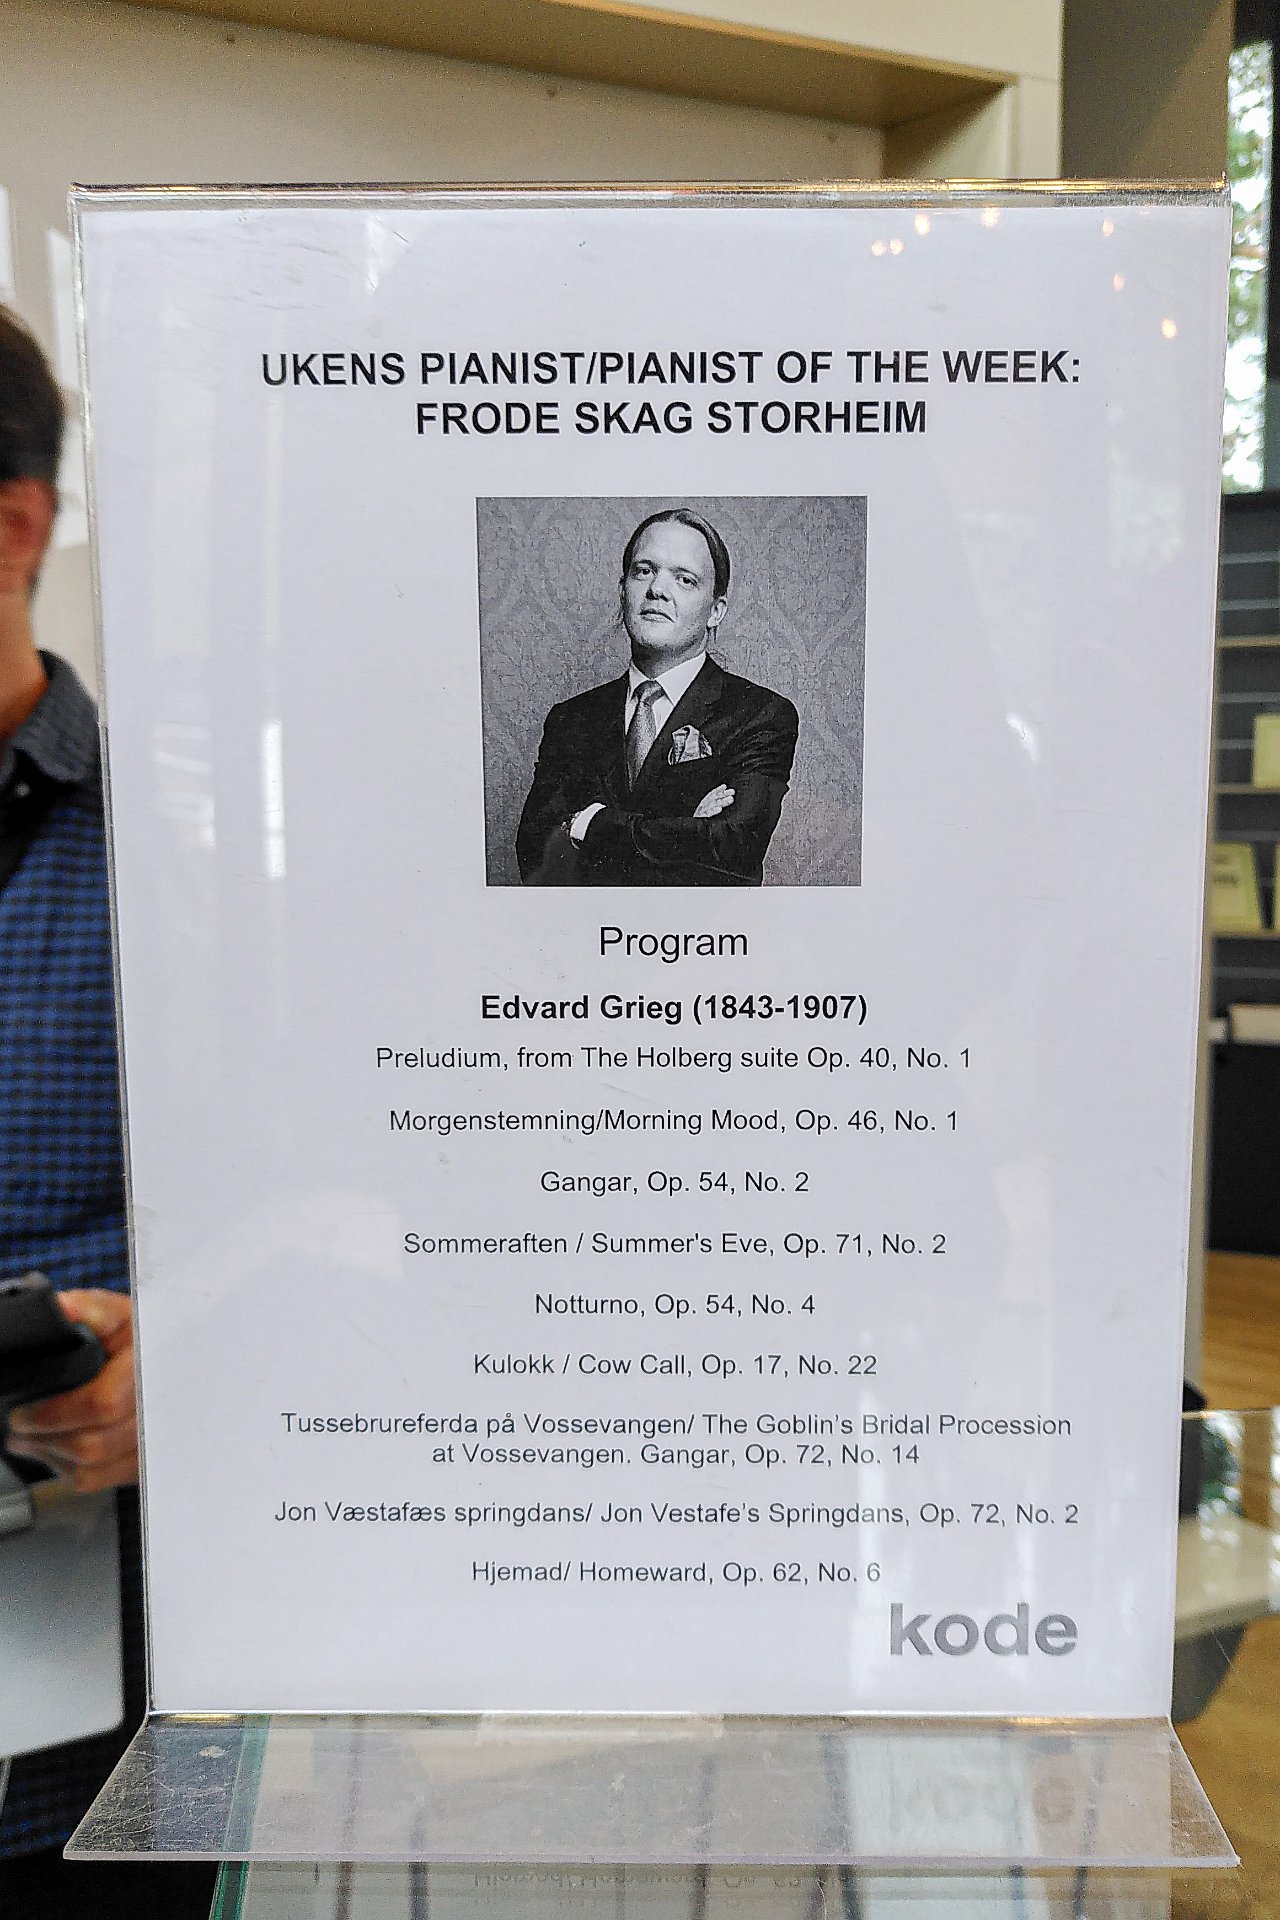 UKENS PIANIST/PIANIST OF THE WEEK:
FRODE SKAG STORHEIM
Program
Edvard Grieg (1843-1907)
Preludium, from The Holberg suite Op. 40, No. 1
Morgenstemning/Morning Mood, Op. 46, No. 1
Gangar, Op. 54, No. 2
Sommeraften / Summer's Eve, Op. 71, No. 2
Notturno, Op. 54, No. 4
Kulokk / Cow Call, Op. 17, No. 22
Tussebrureferda på Vossevangen/ The Goblin's Bridal Procession
at Vossevangen. Gangar, Op. 72, No. 14
Jon Væstafæs springdans/ Jon Vestafe's Springdans, Op. 72, No. 2
Hjemad/ Homeward, Op. 62, No. 6
kode